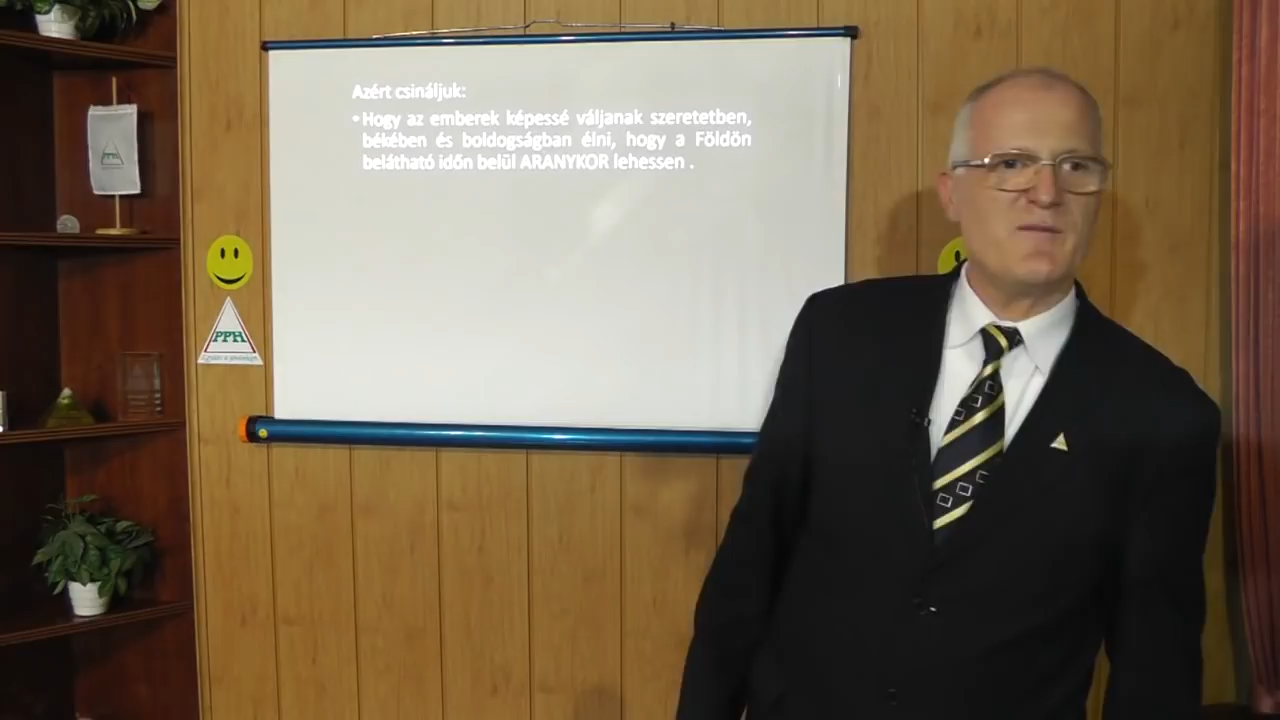 Azért csináljuk:
• Hogy az emberek képessé váljanak szeretetben,
békében és boldogságban élni, hogy a Földön
belátható időn belül ARANYKOR lehessen .
PPH